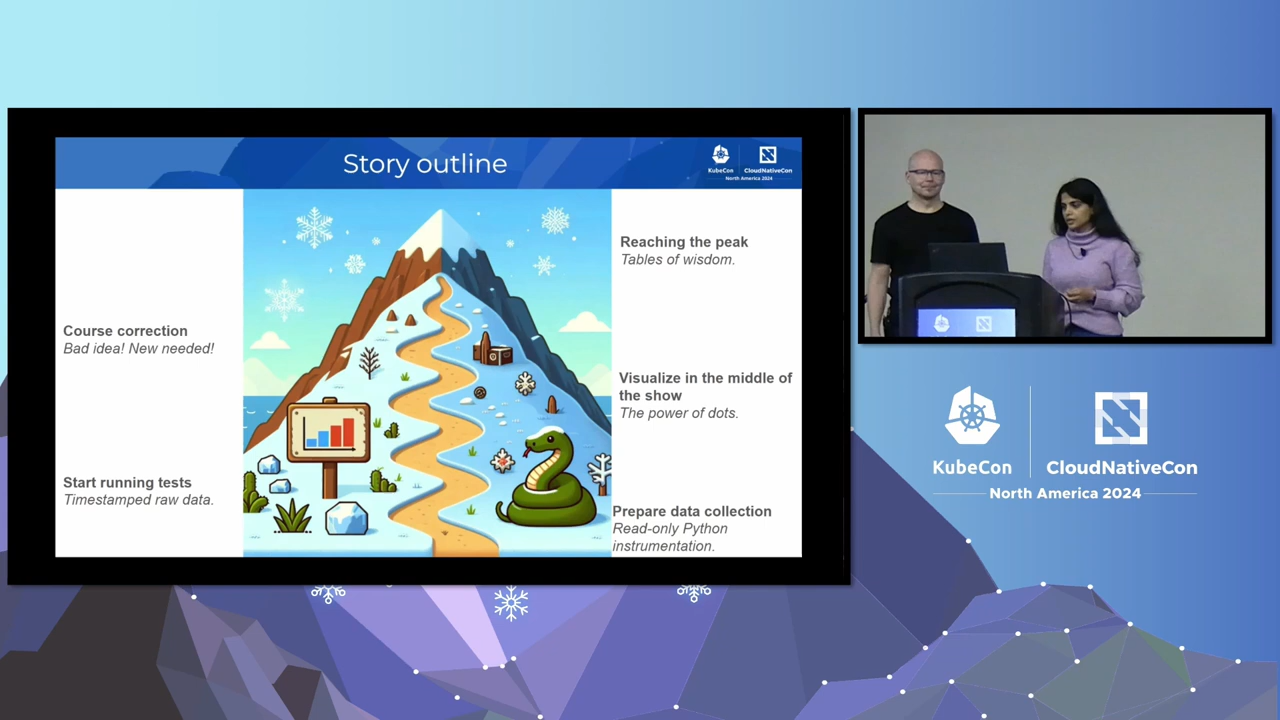 Story outline
KubeCon
CloudNativeCon
North America 2024
Course correction
Bad idea! New needed!
Start running tests
Timestamped raw data.
Reaching the peak
Tables of wisdom.
Visualize in the middle of
the show
The power of dots.
Prepare data collection
Read-only Python
instrumentation.
KubeCon
CloudNativeCon
North America 2024